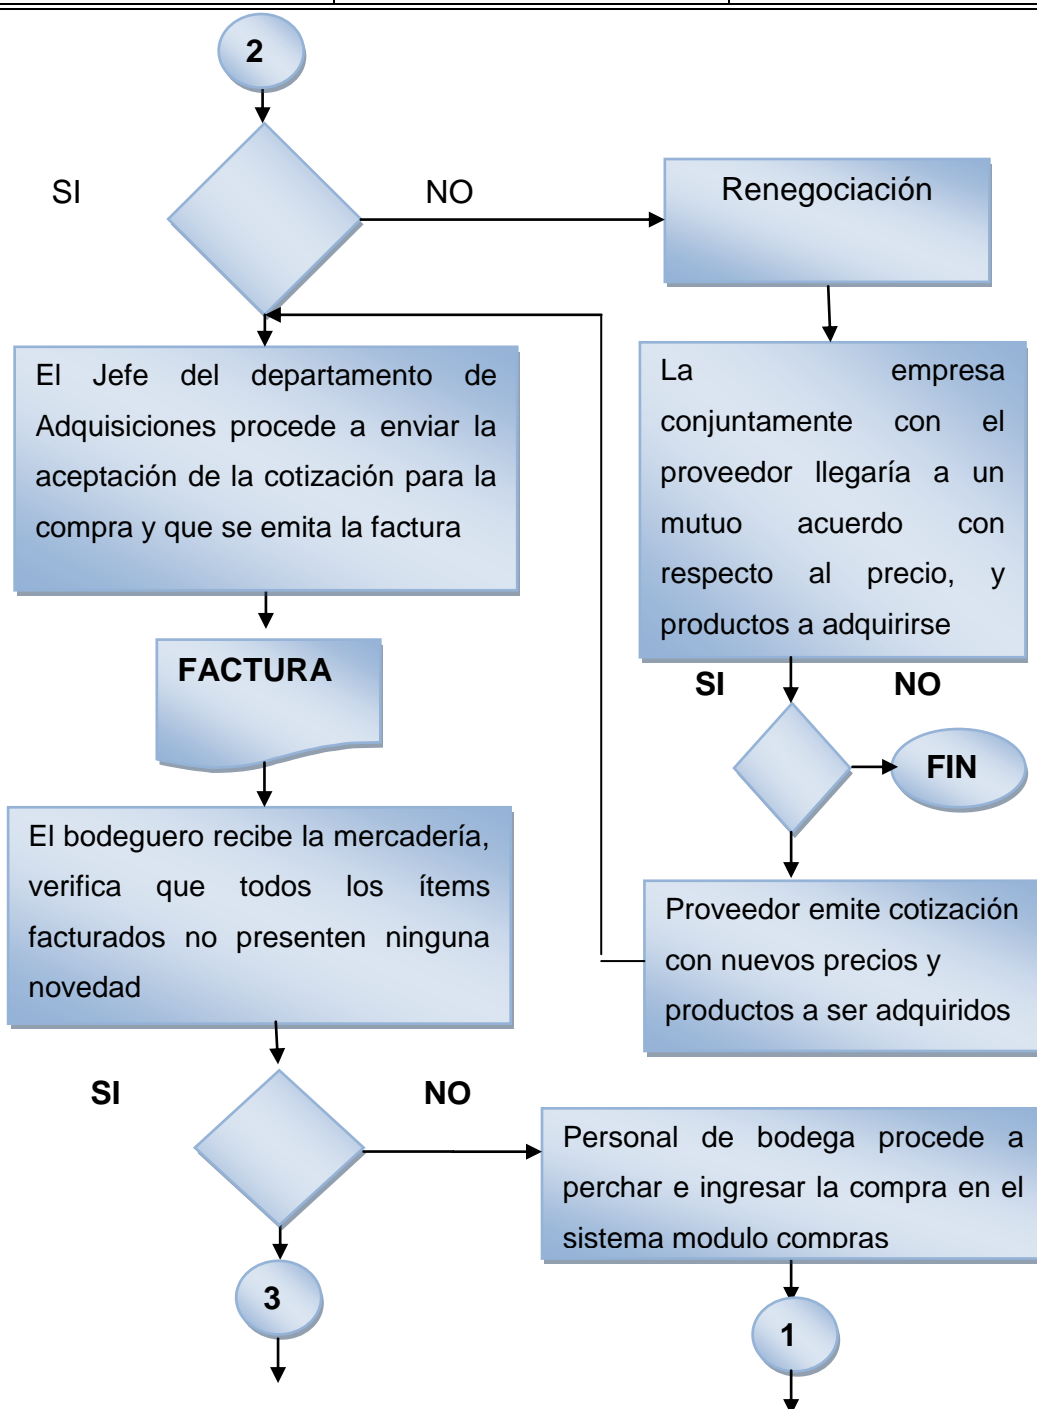 2
SI
NO
Renegociación
El Jefe del departamento de
Adquisiciones procede a enviar la
aceptación de la cotización para la
compra y que se emita la factura
La empresa
conjuntamente con el
proveedor llegaría a un
mutuo acuerdo con
respecto al precio, y
productos a adquirirse
FACTURA
SI
NO
FIN
El bodeguero recibe la mercadería,
verifica que todos los ítems
facturados no presenten ninguna
novedad
Proveedor emite cotización
con nuevos precios y
productos a ser adquiridos
SI
NO
Personal de bodega procede a
perchar e ingresar la compra en el
sistema modulo compras
3
1